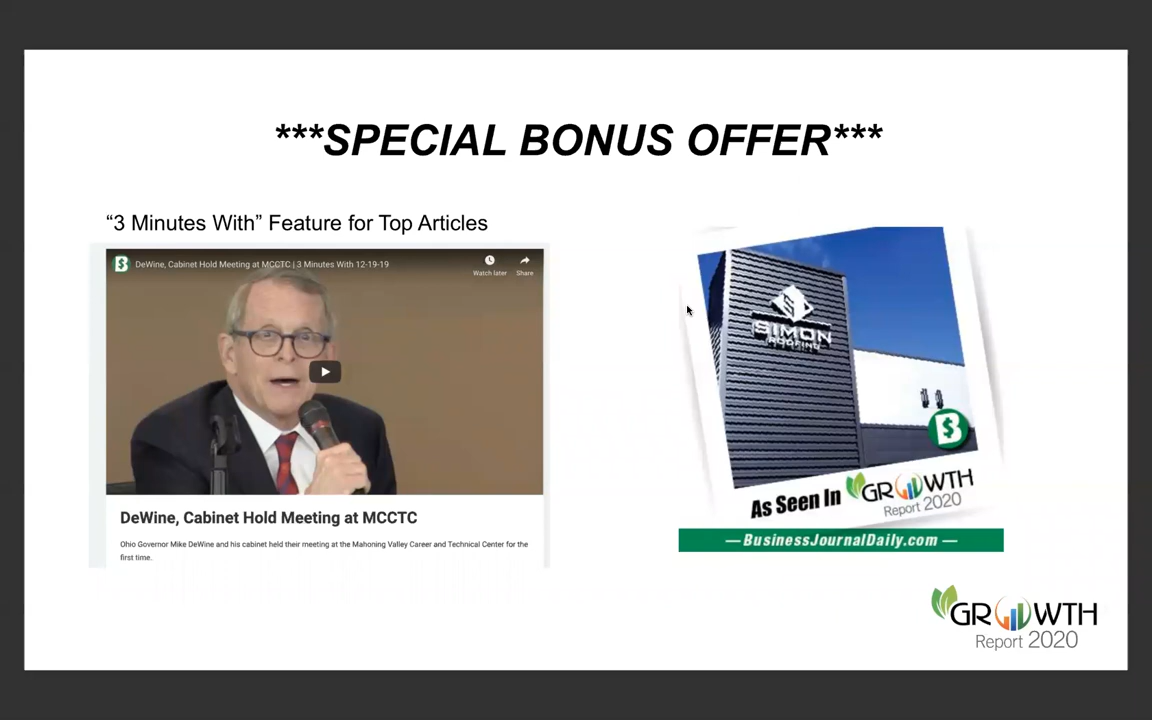 ***SPECIAL BONUS OFFER***
“3 Minutes With” Feature for Top Articles
DeWine, Cabinet Hold Meeting at MCCTC | 3 Minutes With 12-19-19
Watch later
Share
DeWine, Cabinet Hold Meeting at MCCTC
Ohio Governor Mike DeWine and his cabinet held their meeting at the Mahoning Valley Career and Technical Center for the
first time.
SIMON
ROOFING
B$
As Seen In GROWTH
Report 2020
— BusinessJournalDaily.com —
GROWTH
Report 2020